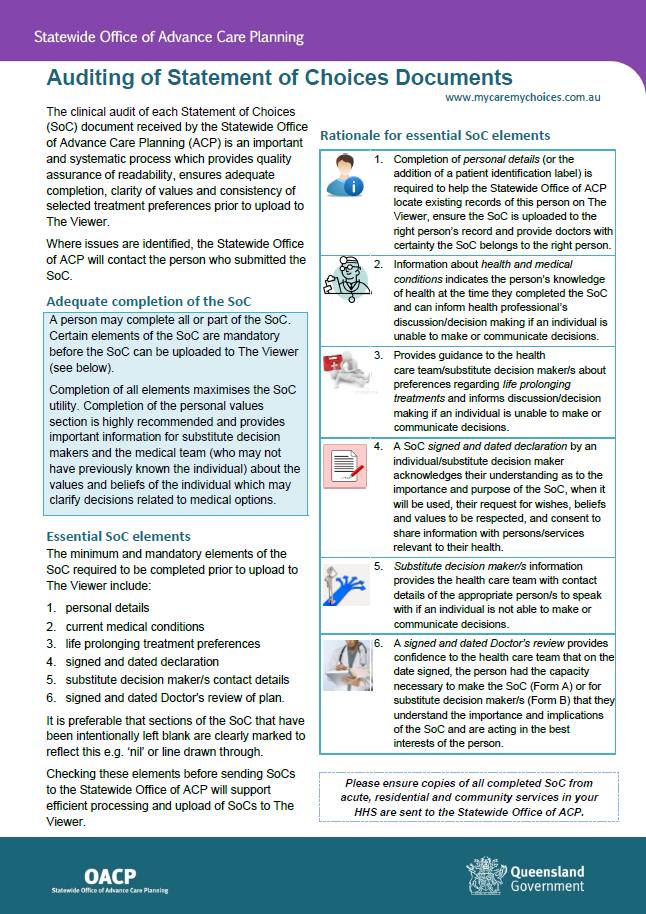 Statewide Office of Advance Care Planning
Auditing of Statement of Choices Documents
www.mycaremychoices.com.au
The clinical audit of each Statement of Choices
(SoC) document received by the Statewide Office
of Advance Care Planning (ACP) is an important
and systematic process which provides quality
assurance of readability, ensures adequate
completion, clarity of values and consistency of
selected treatment preferences prior to upload to
The Viewer.
Where issues are identified, the Statewide Office
of ACP will contact the person who submitted the
SoC.
Adequate completion of the SoC
A person may complete all or part of the SoC.
Certain elements of the SoC are mandatory
before the SoC can be uploaded to The Viewer
(see below).
Completion of all elements maximises the SoC
utility. Completion of the personal values
section is highly recommended and provides
important information for substitute decision
makers and the medical team (who may not
have previously known the individual) about the
values and beliefs of the individual which may
clarify decisions related to medical options.
Essential SoC elements
The minimum and mandatory elements of the
SoC required to be completed prior to upload to
The Viewer include:
1. personal details
2. current medical conditions
3. life prolonging treatment preferences
4. signed and dated declaration
5. substitute decision maker/s contact details
6. signed and dated Doctor's review of plan.
It is preferable that sections of the SoC that have
been intentionally left blank are clearly marked to
reflect this e.g. 'nil' or line drawn through.
Checking these elements before sending SoCs
to the Statewide Office of ACP will support
efficient processing and upload of SoCs to The
Viewer.
Rationale for essential SoC elements
1. Completion of personal details (or the
addition of a patient identification label) is
required to help the Statewide Office of ACP
locate existing records of this person on The
Viewer, ensure the SoC is uploaded to the
right person's record and provide doctors with
certainty the SoC belongs to the right person.
2. Information about health and medical
conditions indicates the person's knowledge
of health at the time they completed the SoC
and can inform health professional's
discussion/decision making if an individual is
unable to make or communicate decisions.
3. Provides guidance to the health
care team/substitute decision maker/s about
preferences regarding life prolonging
treatments and informs discussion/decision
making if an individual is unable to make or
communicate decisions.
4. A SoC signed and dated declaration by an
individual/substitute decision maker
acknowledges their understanding as to the
importance and purpose of the SoC, when it
will be used, their request for wishes, beliefs
and values to be respected, and consent to
share information with persons/services
relevant to their health.
5. Substitute decision maker/s information
provides the health care team with contact
details of the appropriate person/s to speak
with if an individual is not able to make or
communicate decisions.
6. A signed and dated Doctor's review provides
confidence to the health care team that on the
date signed, the person had the capacity
necessary to make the SoC (Form A) or for
substitute decision maker/s (Form B) that they
understand the importance and implications
of the SoC and are acting in the best
interests of the person.
Please ensure copies of all completed SoC from
acute, residential and community services in your
HHS are sent to the Statewide Office of ACP.
OACP
Statewide Office of Advance Care Planning
Queensland
Government